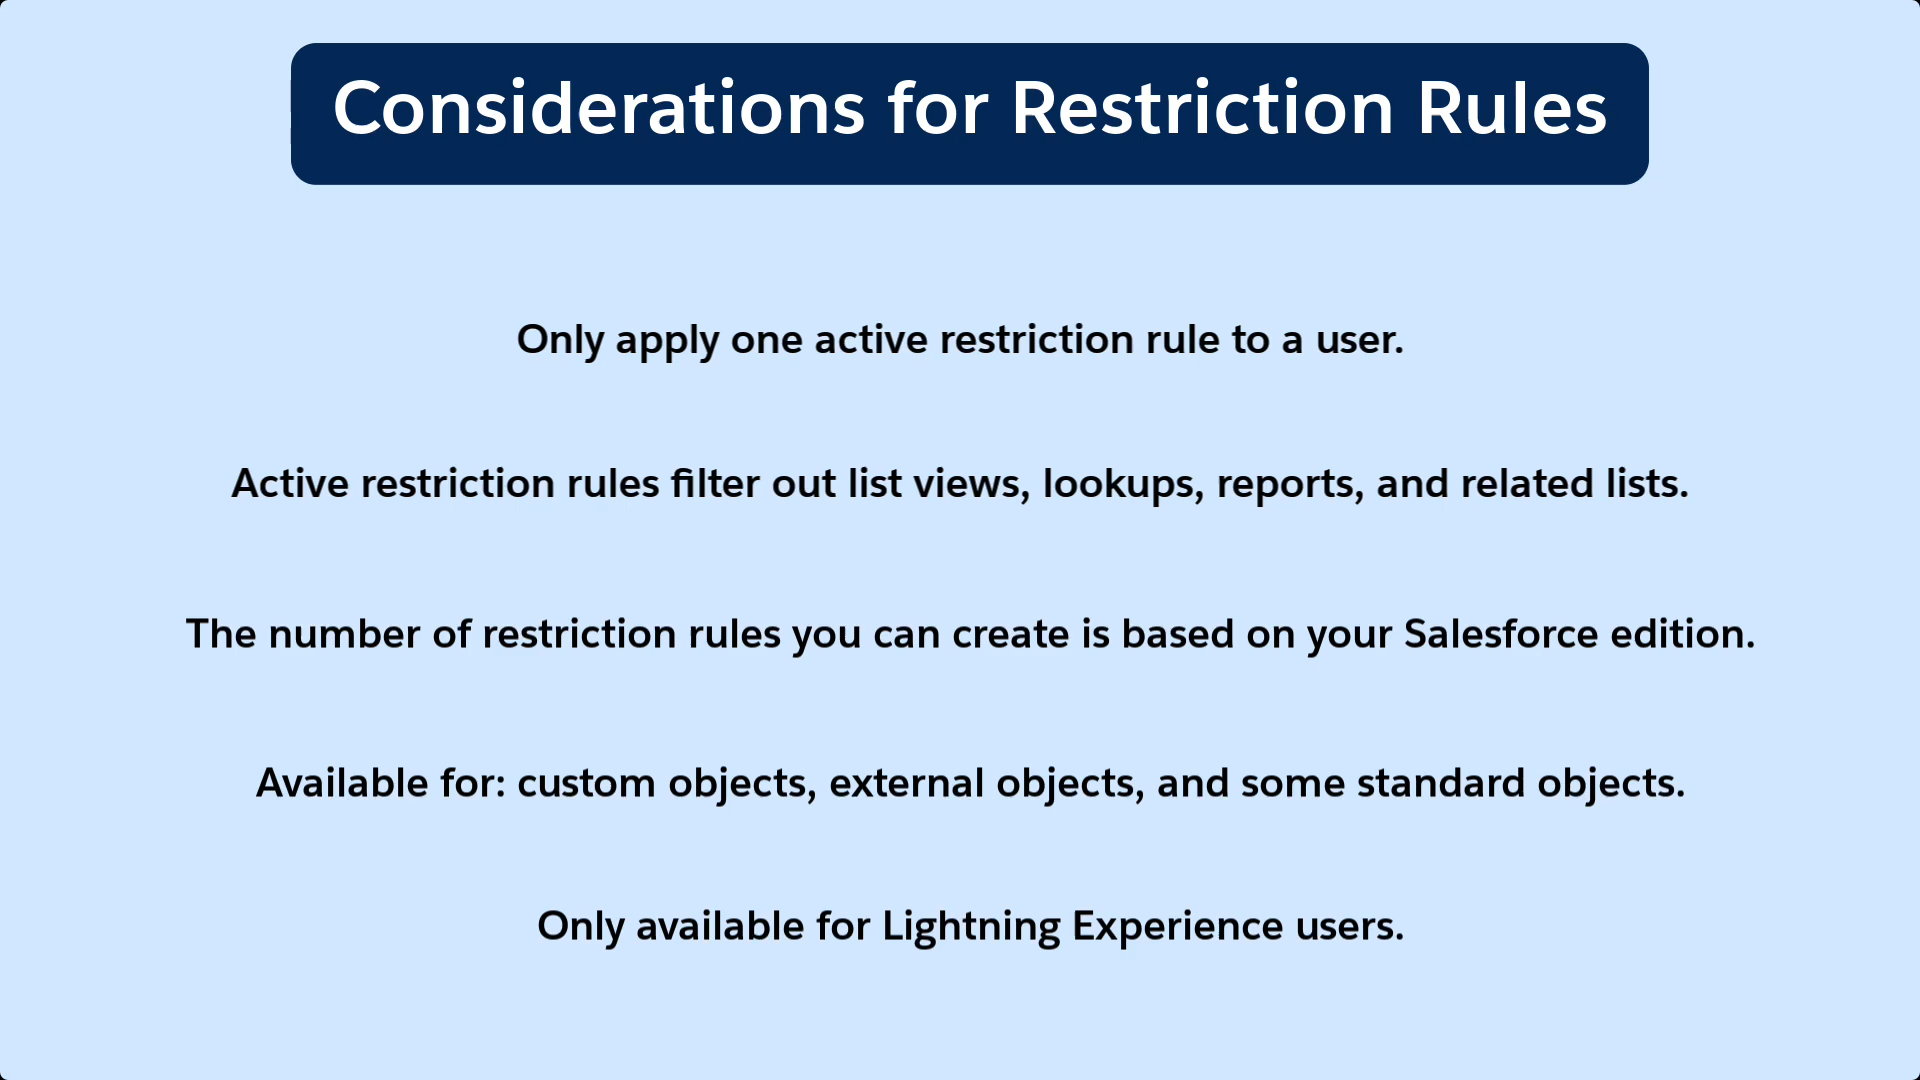 Considerations for Restriction Rules
Only apply one active restriction rule to a user.
Active restriction rules filter out list views, lookups, reports, and related lists.
The number of restriction rules you can create is based on your Salesforce edition.
Available for: custom objects, external objects, and some standard objects.
Only available for Lightning Experience users.